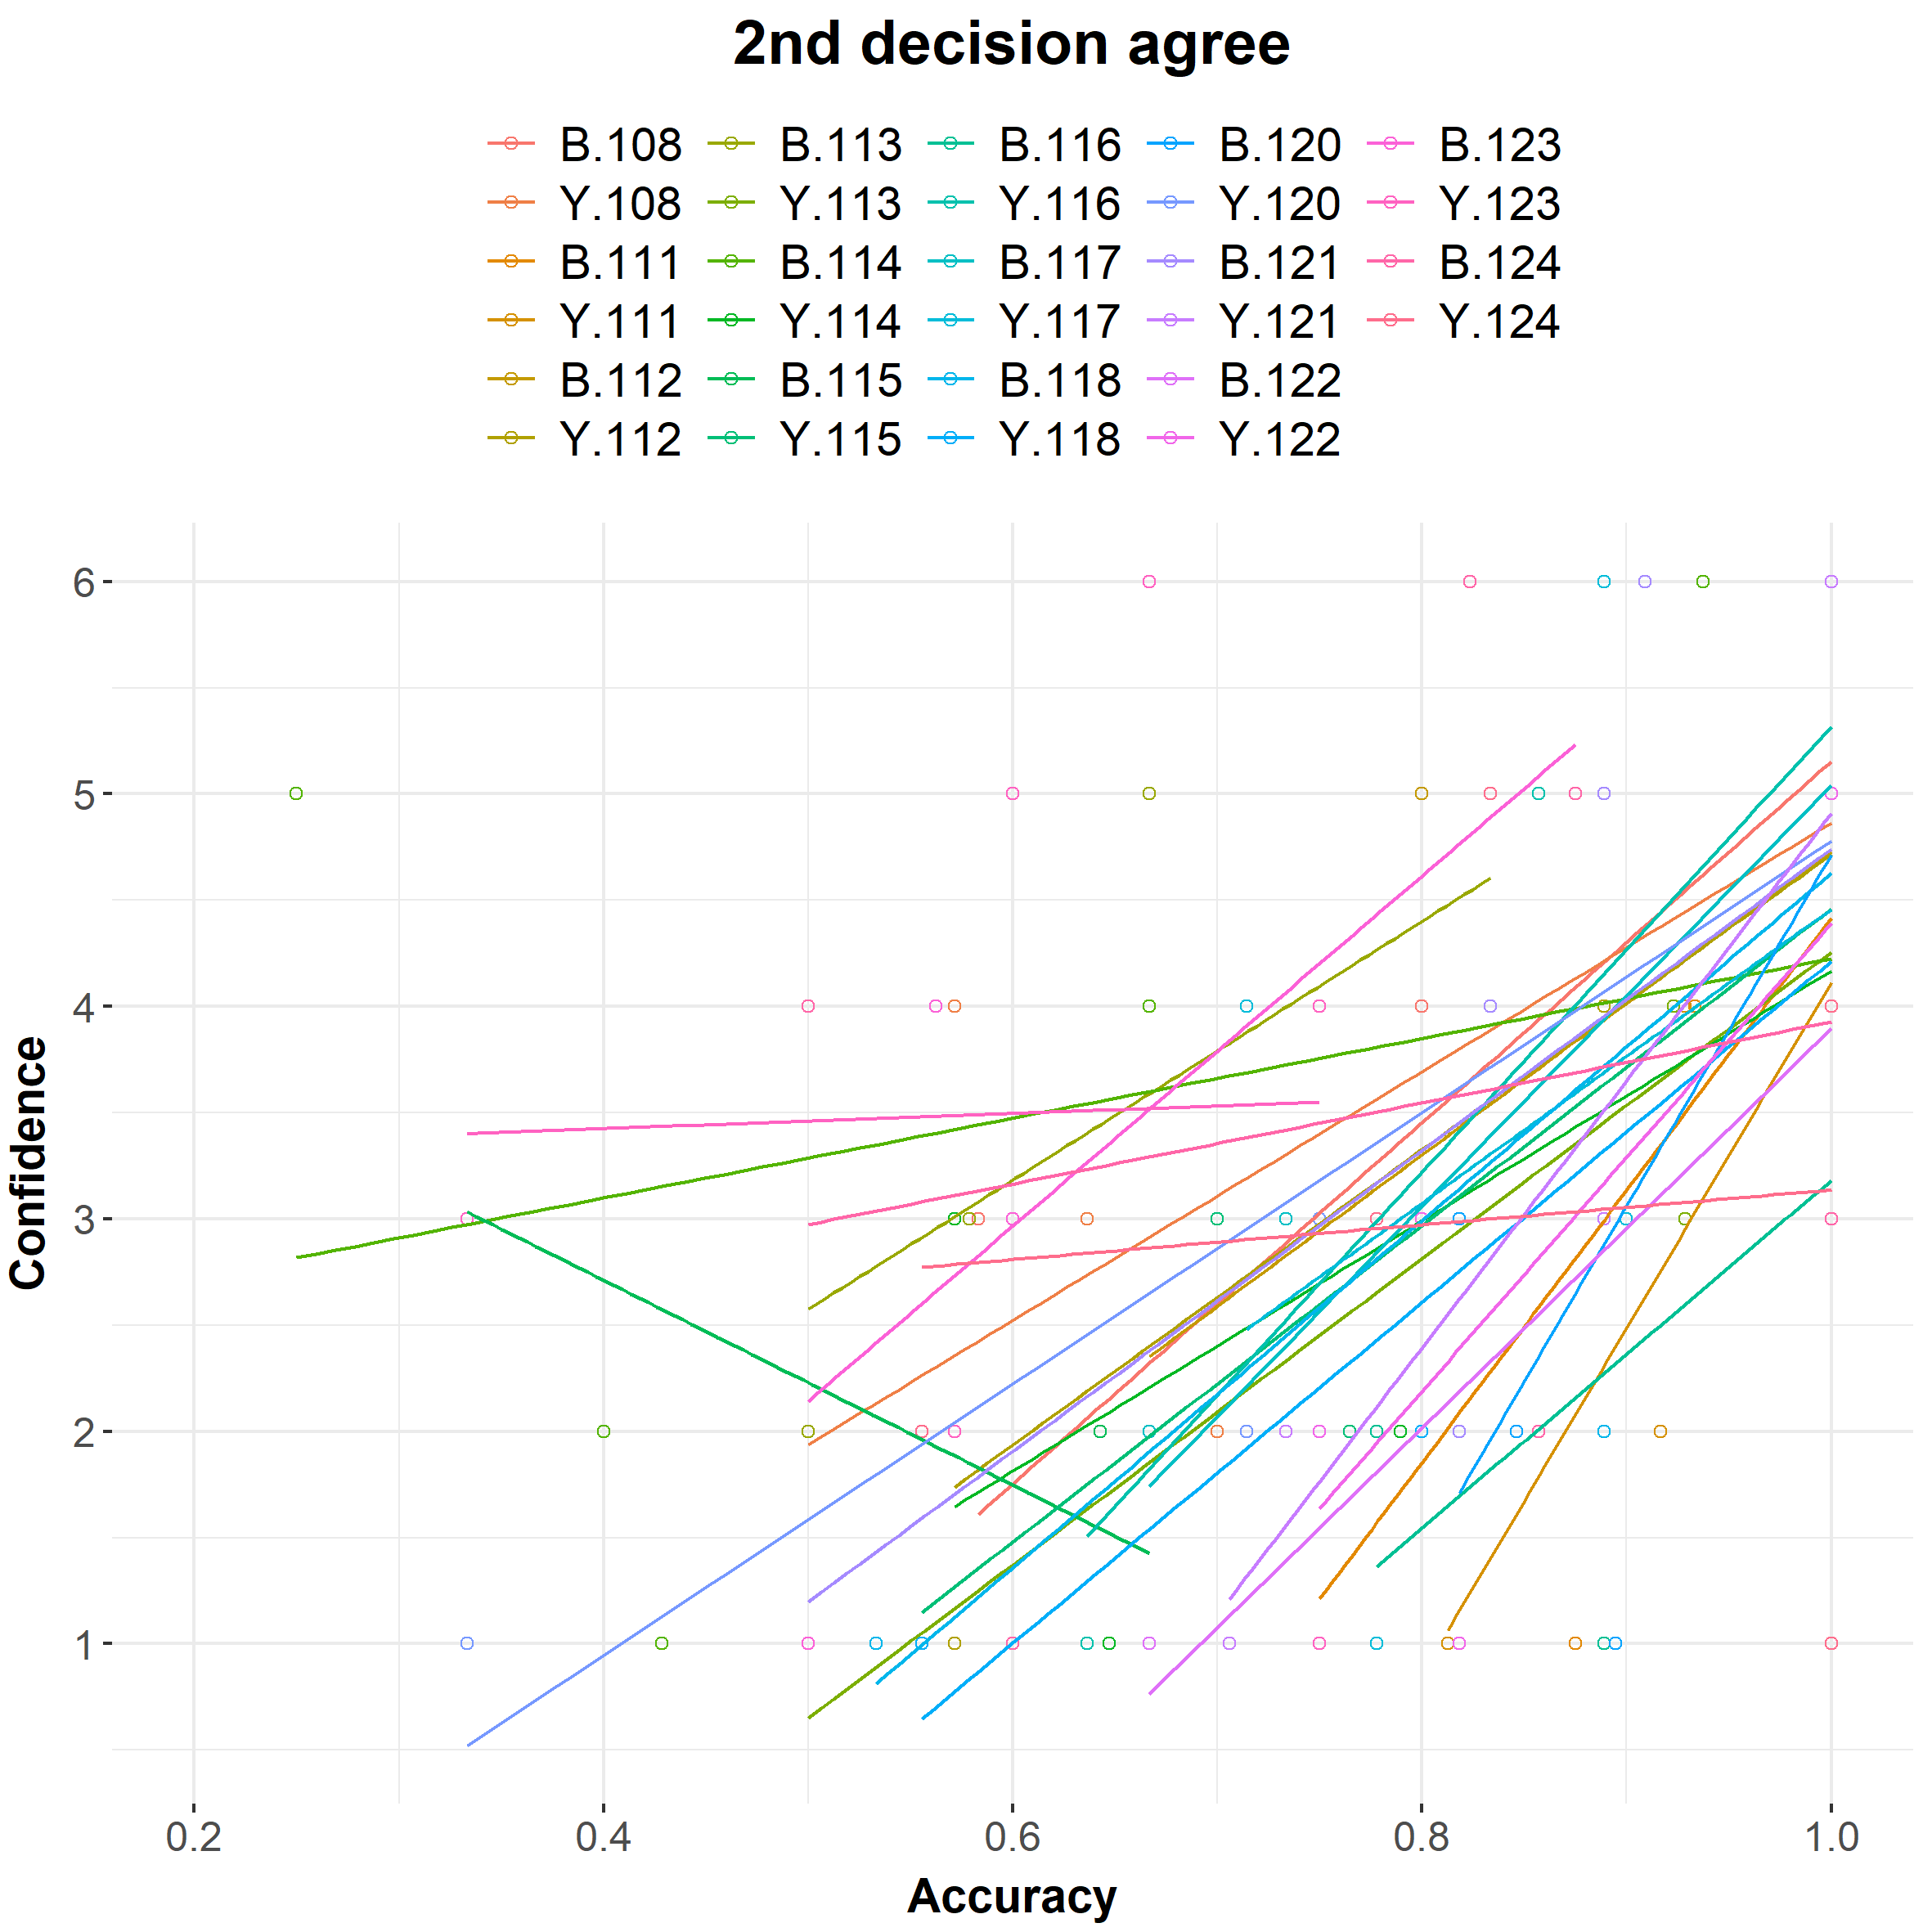 2nd decision agree
B.108 B.113 B.116 B.120 B.123
Y.108 Y.113 Y.116 Y.120 Y.123
B.111 B.114 B.117 B.121 B.124
Y.111 Y.114 Y.117 Y.121 Y.124
B.112 B.115 B.118 B.122
Y.112 Y.115 Y.118 Y.122
6
5
4
3
2
1
Confidence
0.2 0.4 0.6 0.8 1.0
Accuracy